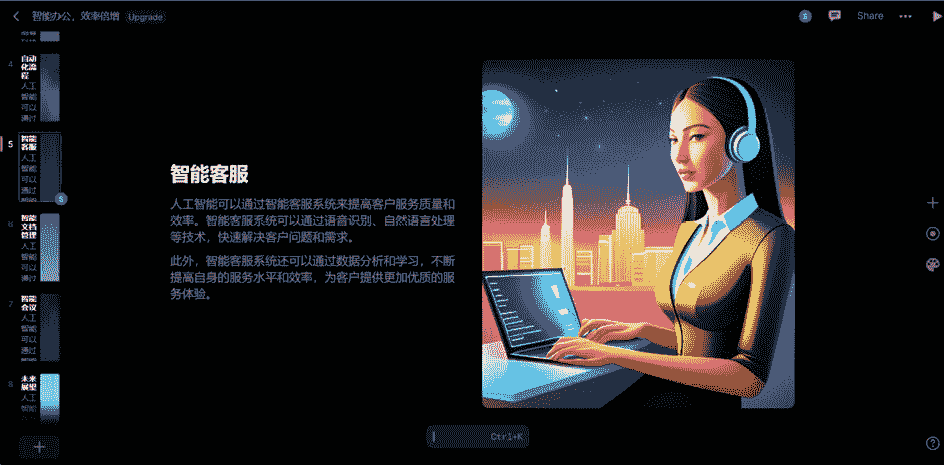 智能办公，效率倍增 Upgrade
S
Share
4
自动
化流
程
人工
智能
可以
通过
5
智能
客服
人工
智能
可以
通过
S
6
智能
文档
管理
人工
智能
可以
通过
7
智能
会议
人工
智能
可以
通过
8
未来
展望
人工
智能
智能客服
人工智能可以通过智能客服系统来提高客户服务质量和
效率。智能客服系统可以通过语音识别、自然语言处理
等技术，快速解决客户问题和需求。
此外，智能客服系统还可以通过数据分析和学习，不断
提高自身的服务水平和效率，为客户提供更加优质的服
务体验。
Ctrl+K